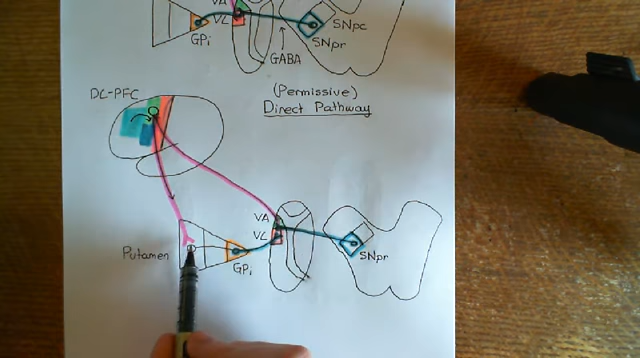 VA
VL
GPi
SNpc
SNpr
GABA
(Permissive)
Direct Pathway
DL-PFC
VA
VL
Putamen
GPi
SNpr